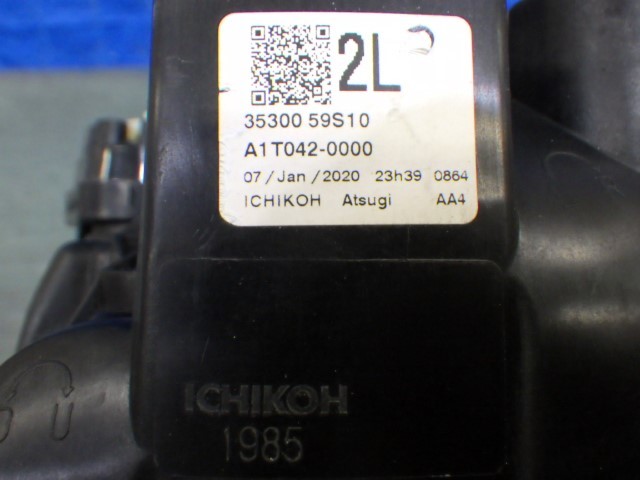 2L
35300 59S10
A1T042-0000
07/Jan/2020 23h39 0864
ICHIKOH Atsugi AA4
ICHIKOH
1985